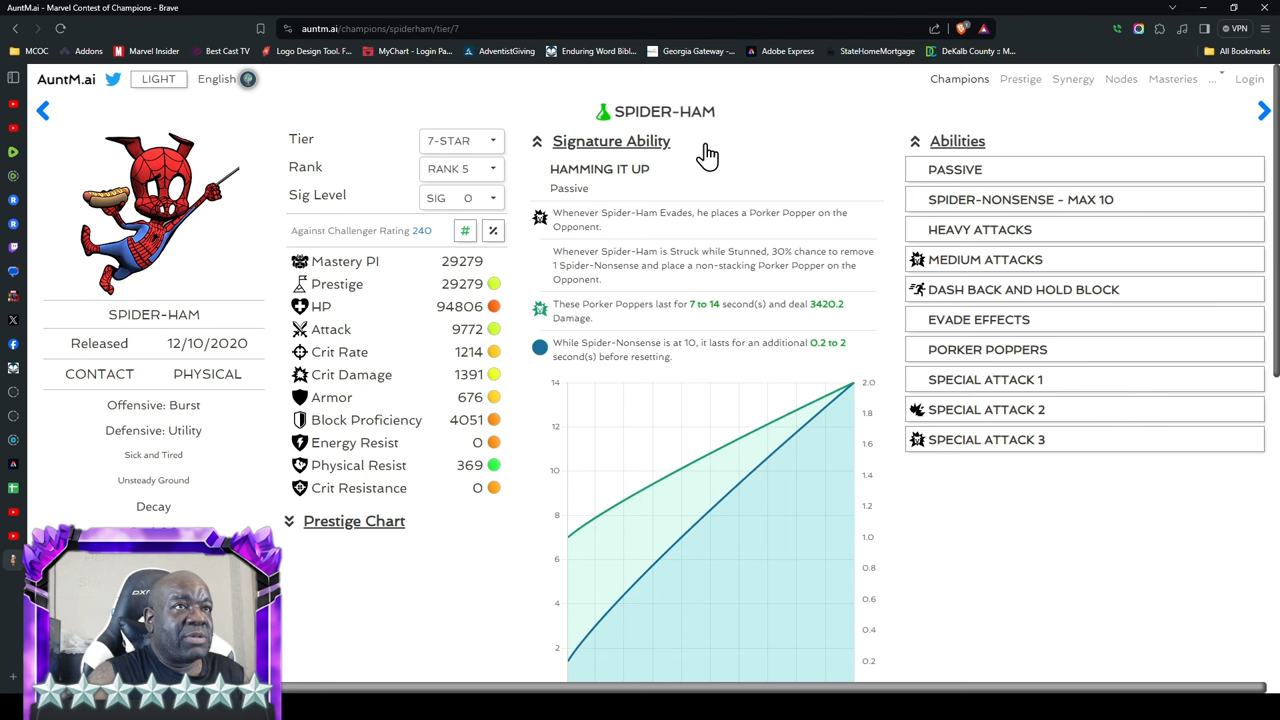 AuntM.ai - Marvel Contest of Champions - Brave
auntm.ai/champions/spiderham/tier/7
VPN
MCOC
Addons
Marvel Insider
Best Cast TV
Logo Design Tool. F...
MyChart - Login Pa...
AdventistGiving
Enduring Word Bibl...
Georgia Gateway -...
Adobe Express
StateHomeMortgage
DeKalb County :: M...
All Bookmarks
AuntM.ai
LIGHT
English
Champions
Prestige
Synergy
Nodes
Masteries
...
Login
SPIDER-HAM
SPIDER-HAM
Released 12/10/2020
CONTACT PHYSICAL
Offensive: Burst
Defensive: Utility
Sick and Tired
Unsteady Ground
Decay
Tier 7-STAR
Rank RANK 5
Sig Level SIG 0
Against Challenger Rating 240 # %
Mastery PI 29279
Prestige 29279
HP 94806
Attack 9772
Crit Rate 1214
Crit Damage 1391
Armor 676
Block Proficiency 4051
Energy Resist 0
Physical Resist 369
Crit Resistance 0
Prestige Chart
Signature Ability
HAMMING IT UP
Passive
Whenever Spider-Ham Evades, he places a Porker Popper on the
Opponent.
Whenever Spider-Ham is Struck while Stunned, 30% chance to remove
1 Spider-Nonsense and place a non-stacking Porker Popper on the
Opponent.
These Porker Poppers last for 7 to 14 second(s) and deal 3420.2
Damage.
While Spider-Nonsense is at 10, it lasts for an additional 0.2 to 2
second(s) before resetting.
14 2.0
1.8
12
1.6
1.4
10
1.2
8
1.0
6
0.8
0.6
4
0.4
2
0.2
Abilities
PASSIVE
SPIDER-NONSENSE - MAX 10
HEAVY ATTACKS
MEDIUM ATTACKS
DASH BACK AND HOLD BLOCK
EVADE EFFECTS
PORKER POPPERS
SPECIAL ATTACK 1
SPECIAL ATTACK 2
SPECIAL ATTACK 3